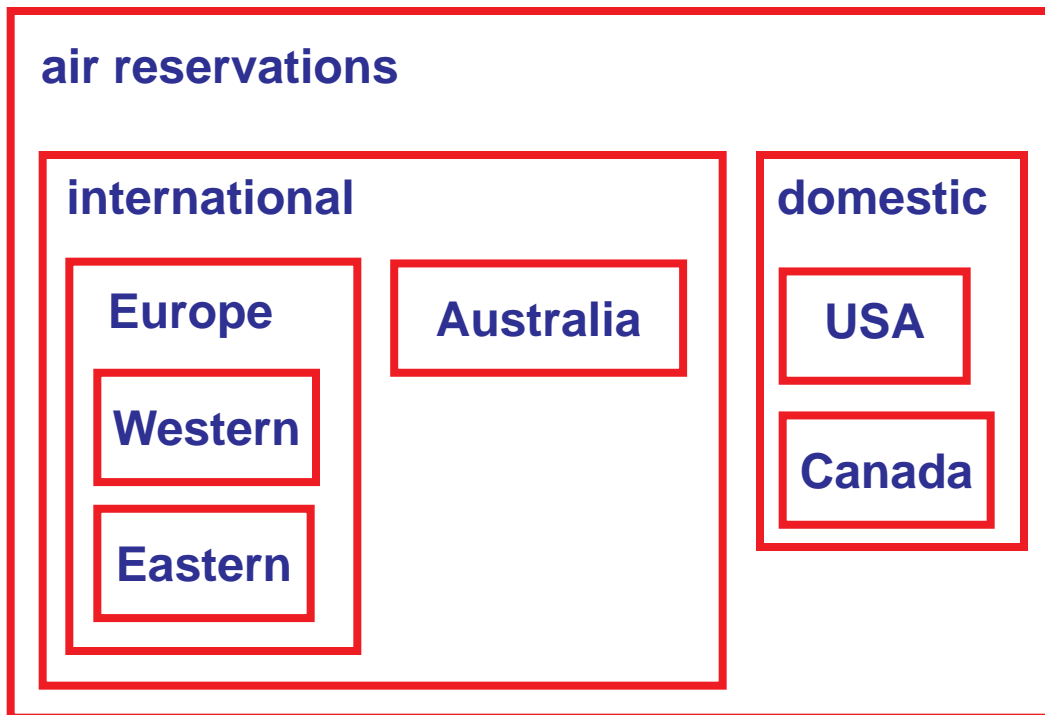 air reservations
international
Europe
Western
Eastern
Australia
domestic
USA
Canada